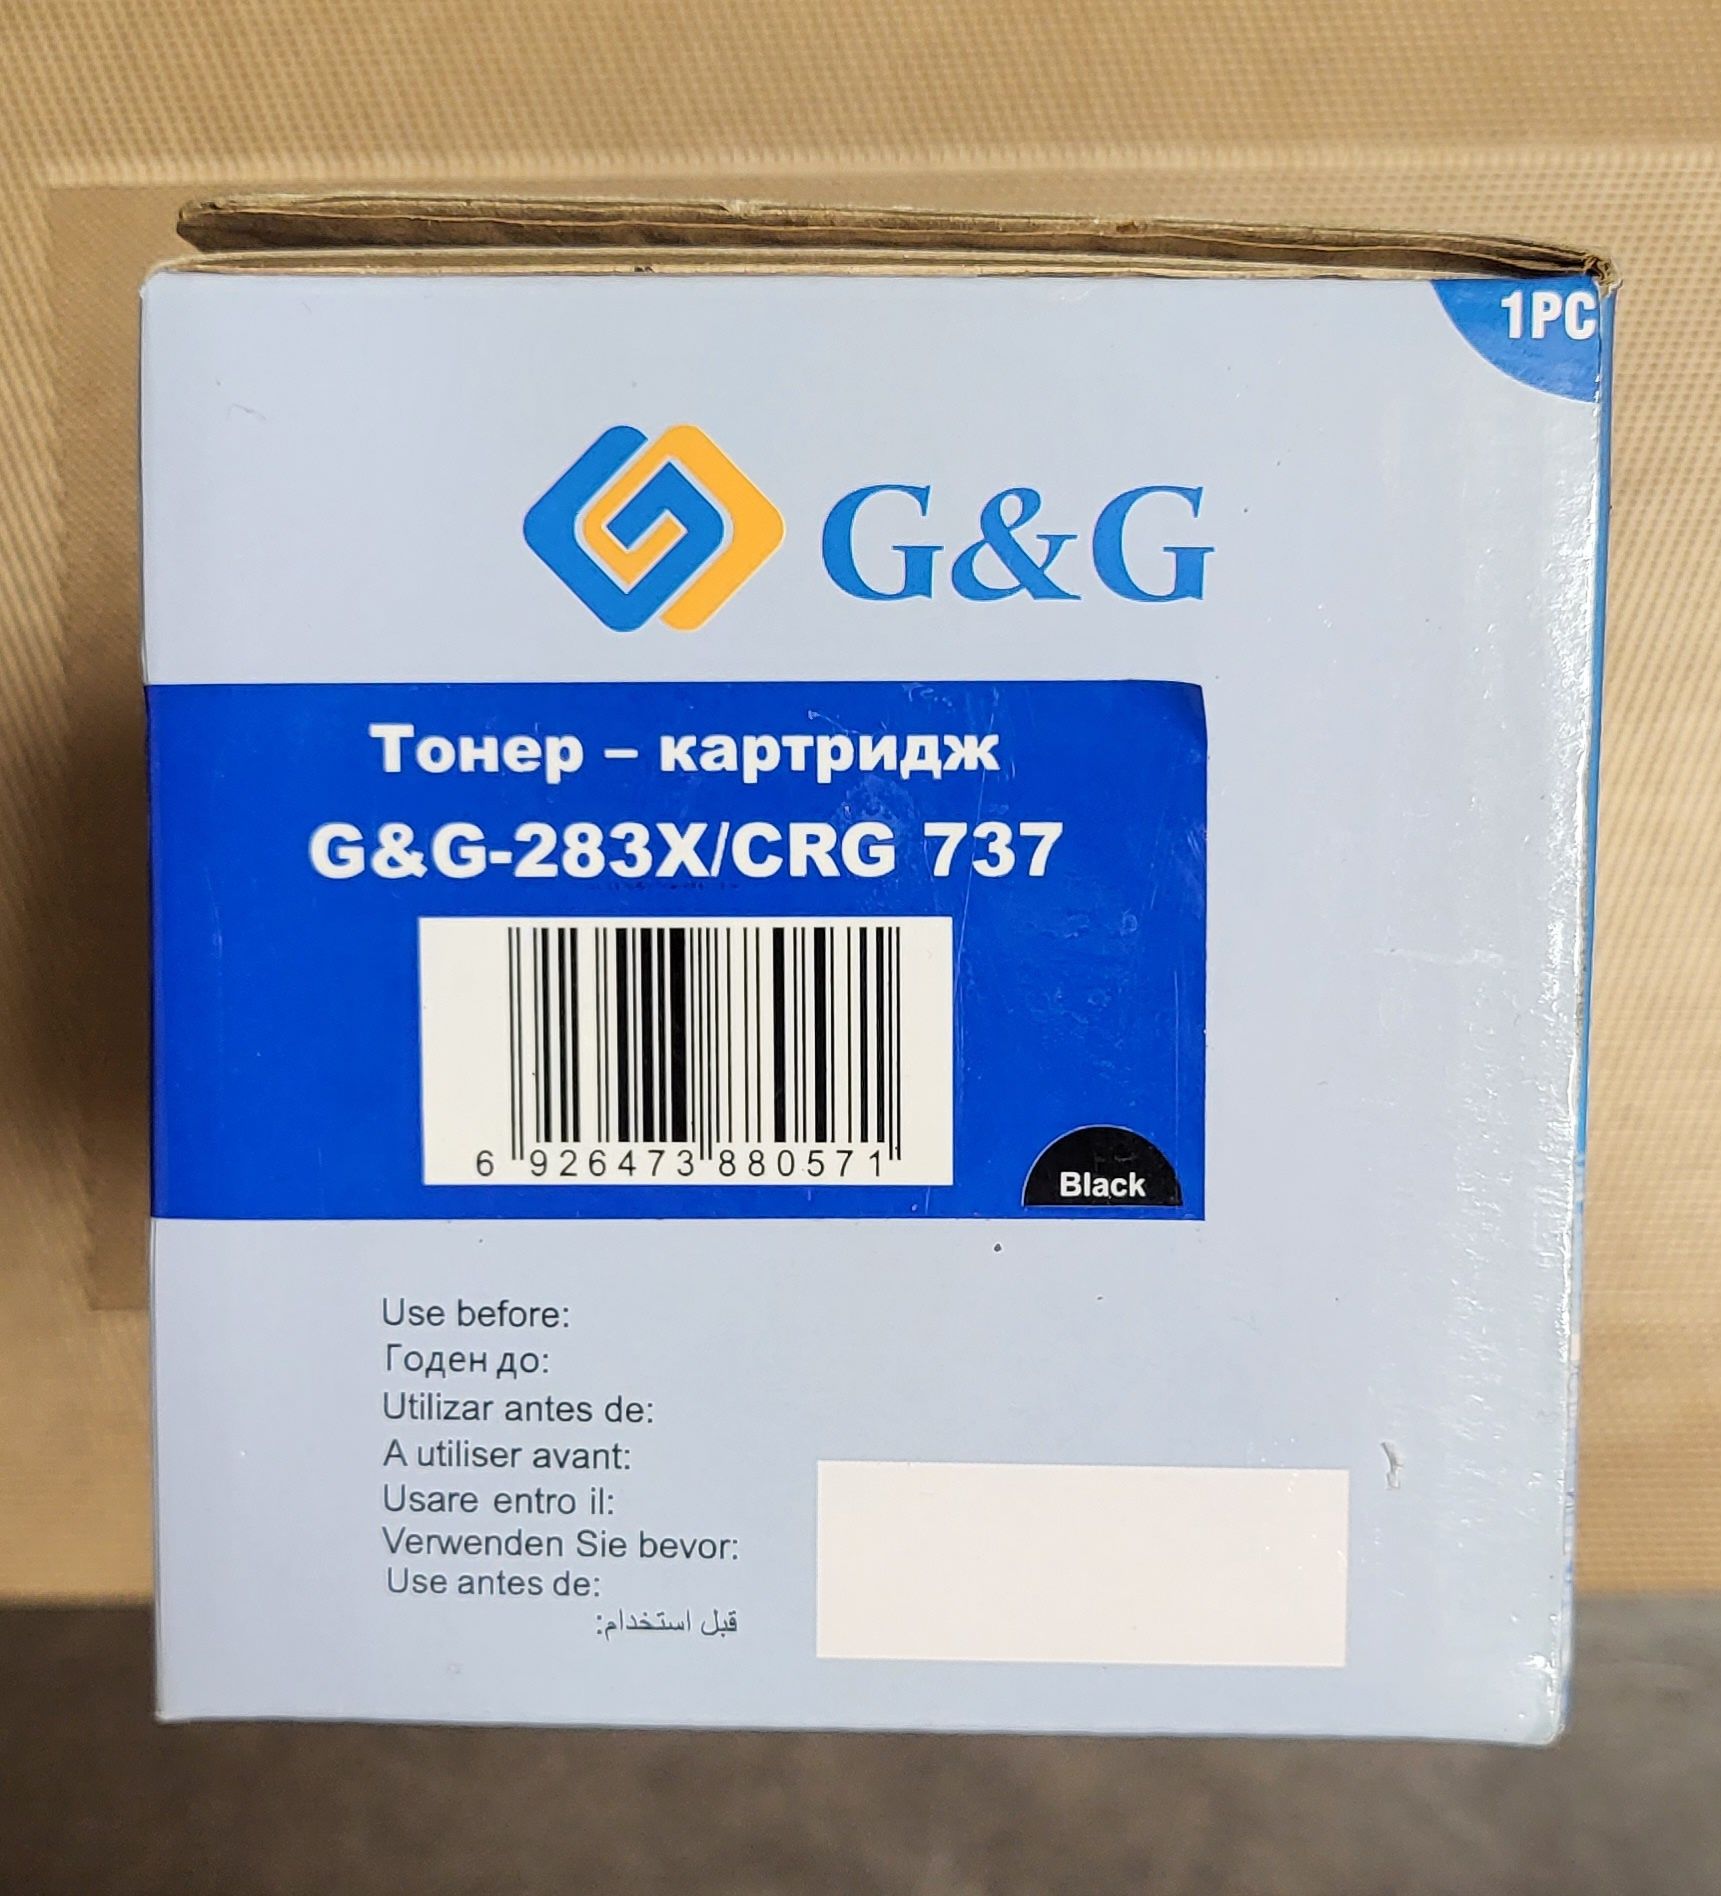 1PC
G&G
Тонер – картридж
G&G-283X/CRG 737
6 926473 880571
Black
Use before:
Годен до:
Utilizar antes de:
A utiliser avant:
Usare entro il:
Verwenden Sie bevor:
Use antes de:
قبل استخدام: